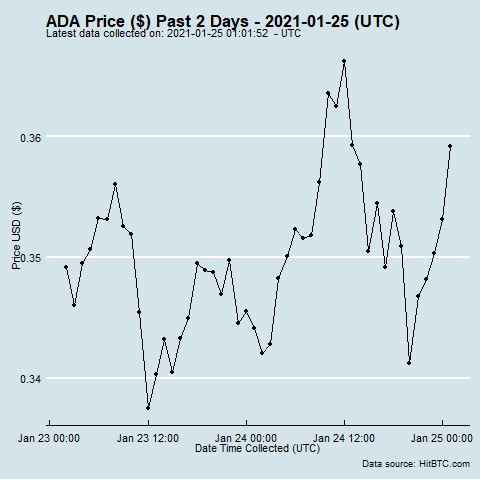 ADA Price ($) Past 2 Days - 2021-01-25 (UTC)
Latest data collected on: 2021-01-25 01:01:52 - UTC
0.36
0.35
0.34
Price USD ($)
Jan 23 00:00
Jan 23 12:00
Jan 24 00:00
Jan 24 12:00
Jan 25 00:00
Date Time Collected (UTC)
Data source: HitBTC.com